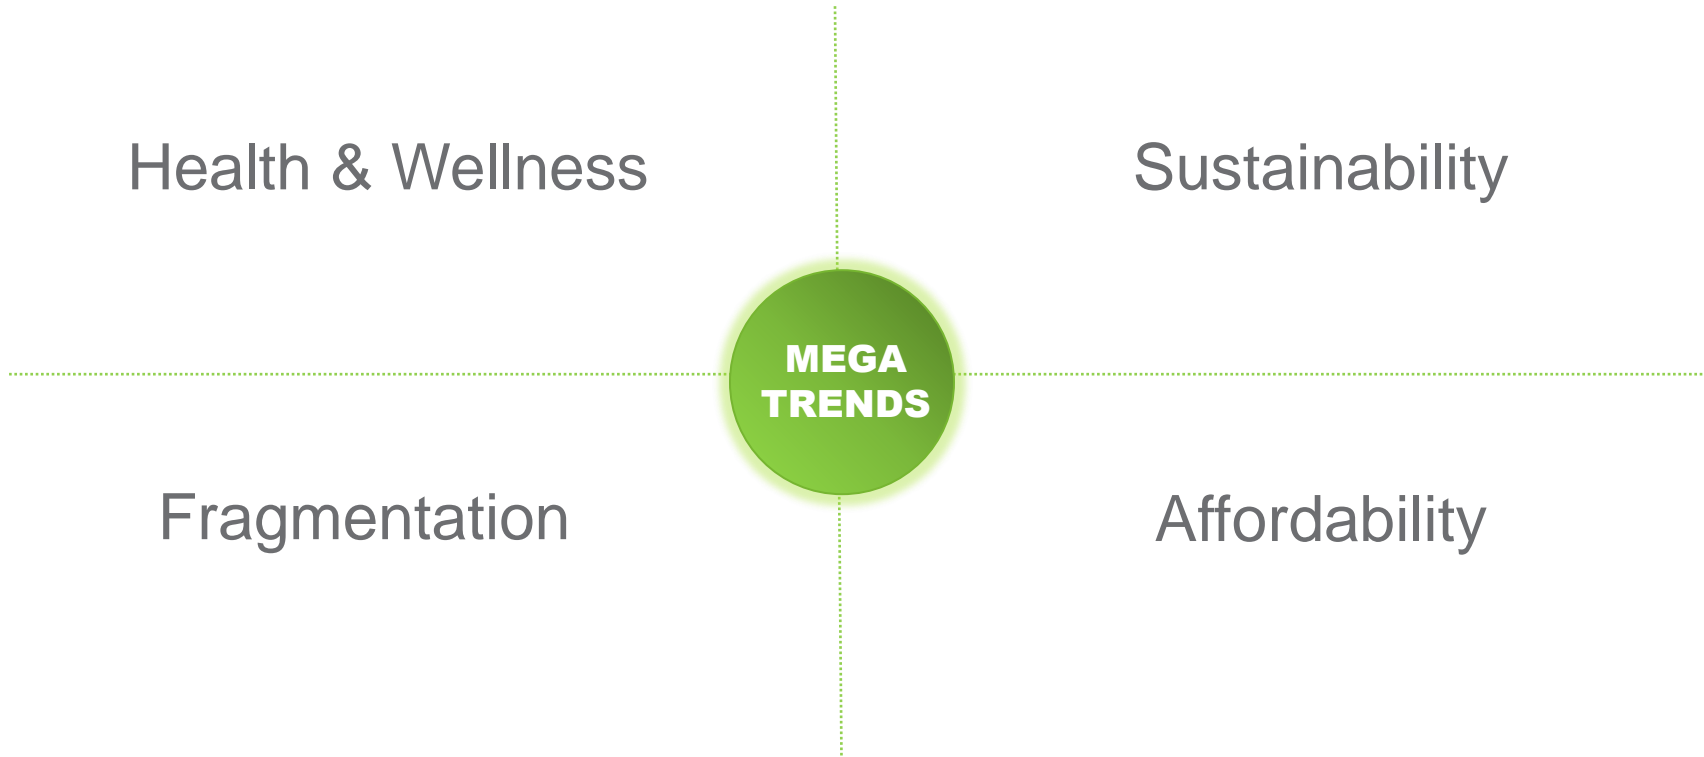 Health & Wellness
Sustainability
MEGA
TRENDS
Fragmentation
Affordability